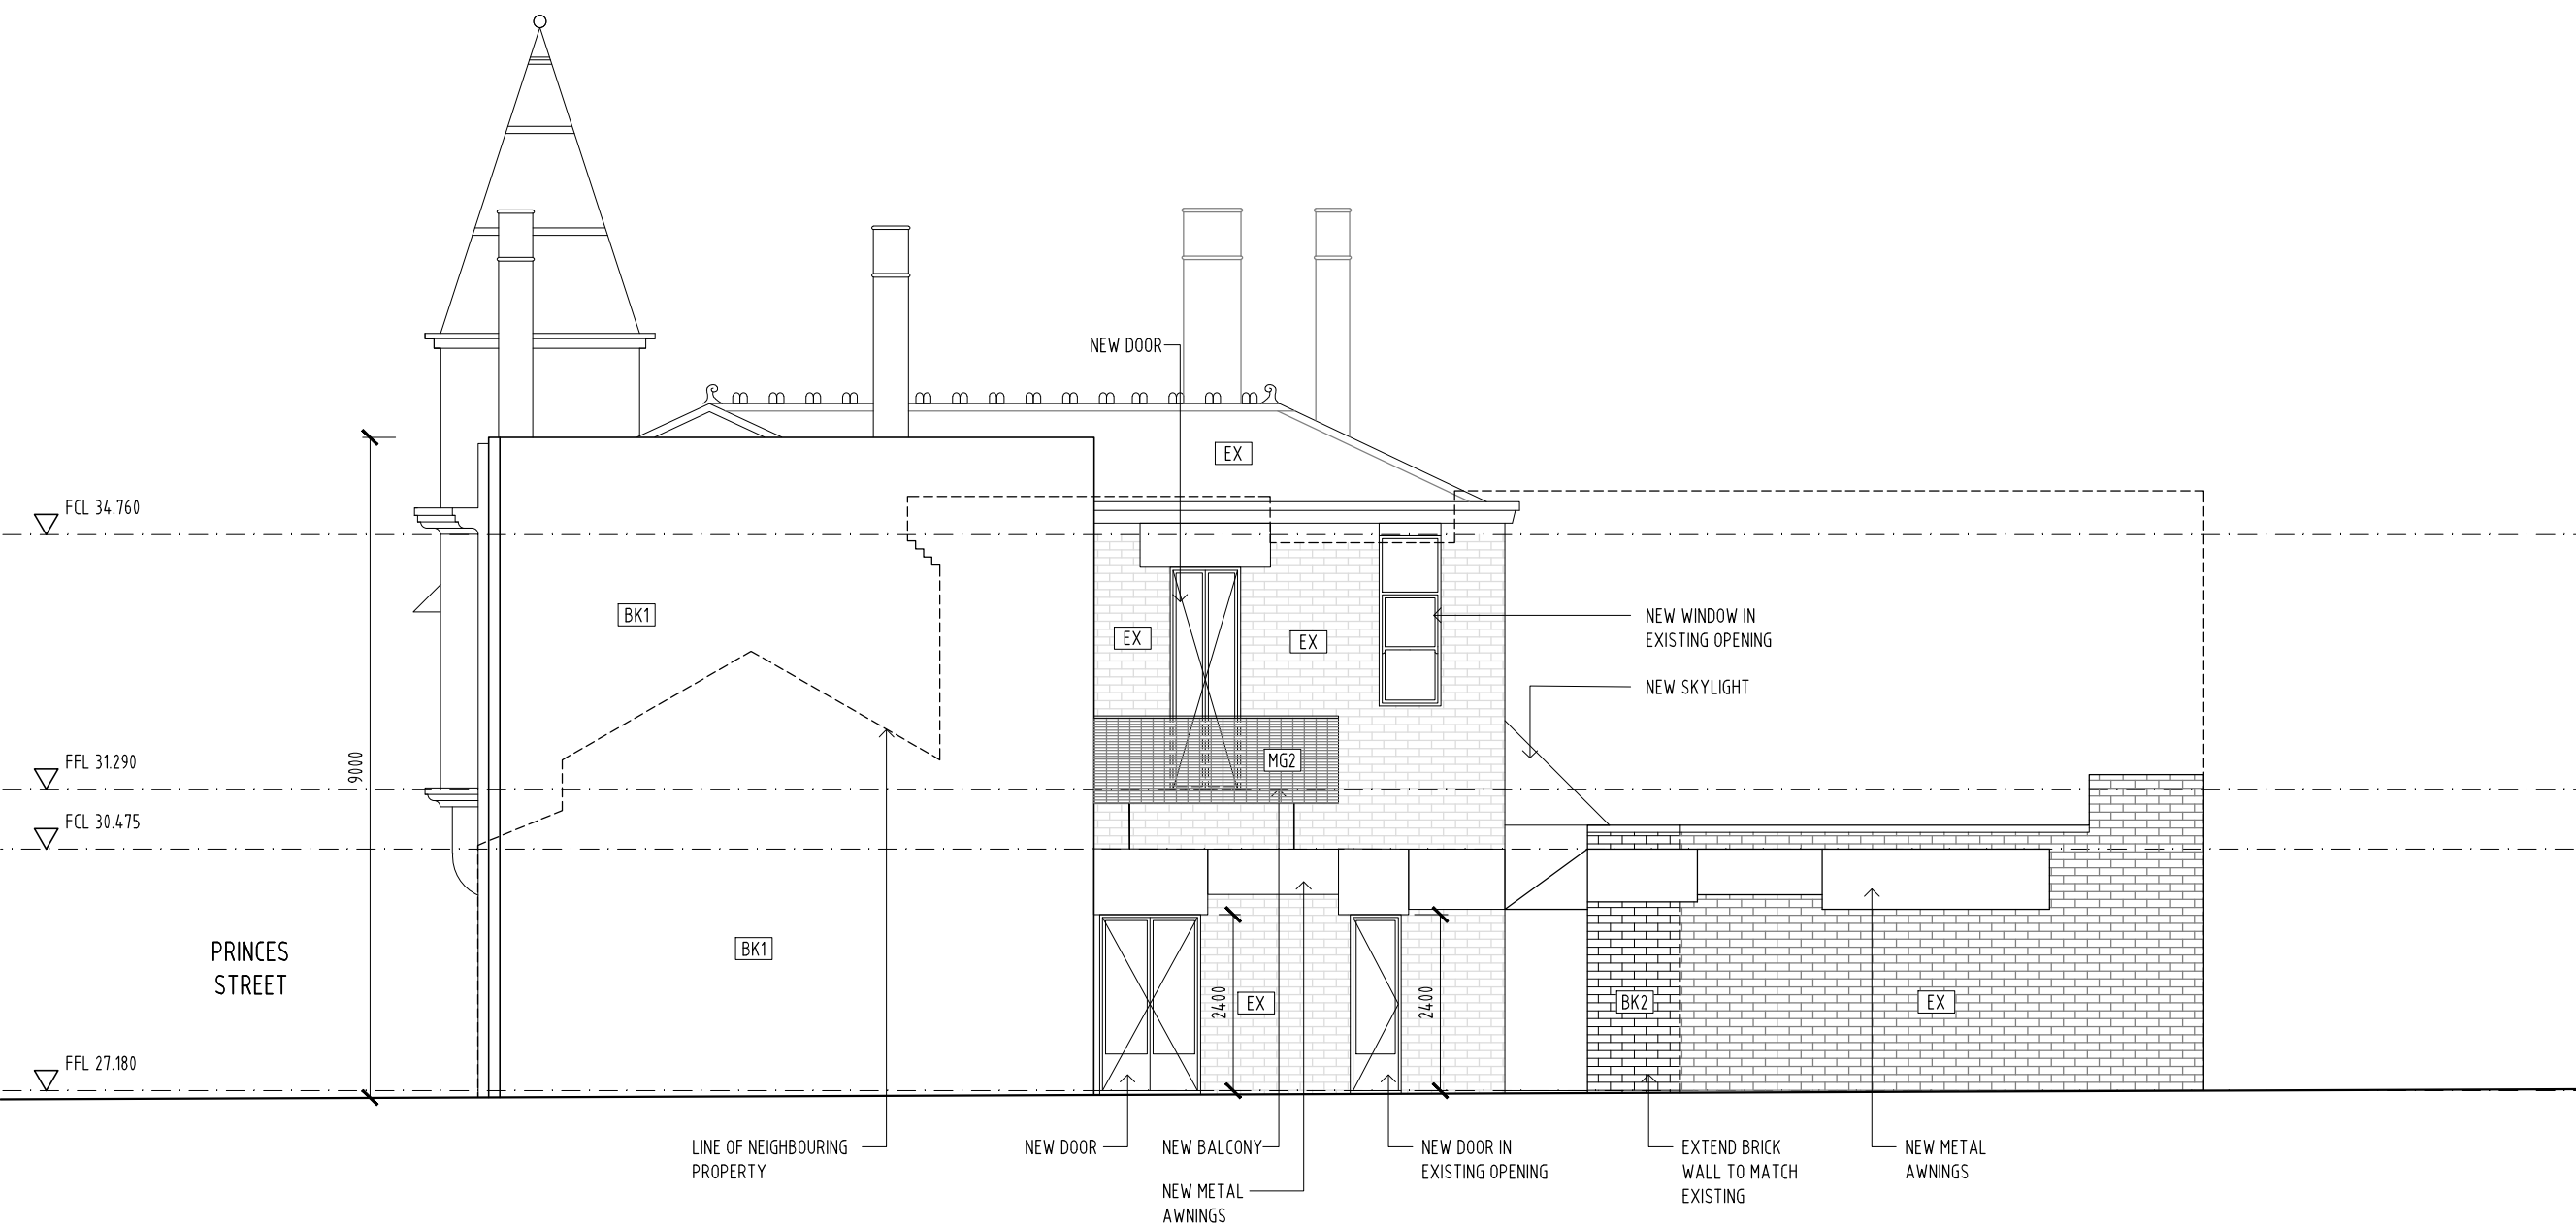 NEW DOOR
EX
FCL 34.760
BK1
EX
EX
NEW WINDOW IN
EXISTING OPENING
NEW SKYLIGHT
FFL 31.290
9000
MG2
FCL 30.475
PRINCES
STREET
BK1
2400
EX
2400
BK2
EX
FFL 27.180
LINE OF NEIGHBOURING
PROPERTY
NEW DOOR
NEW BALCONY
NEW METAL
AWNINGS
NEW DOOR IN
EXISTING OPENING
EXTEND BRICK
WALL TO MATCH
EXISTING
NEW METAL
AWNINGS